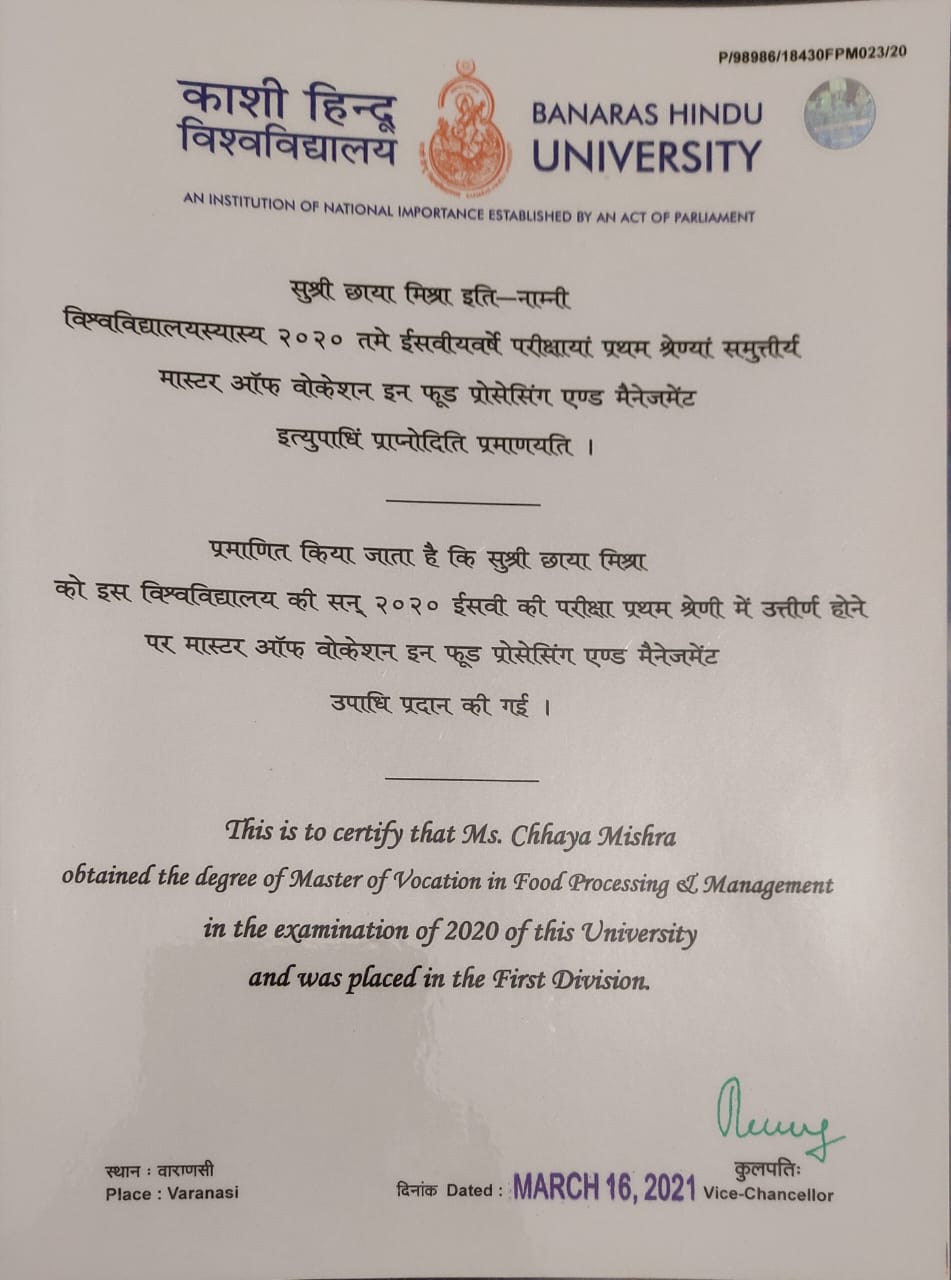 P/98986/18430FPM023/20
काशी हिन्दू
विश्वविद्यालय
BANARAS HINDU
UNIVERSITY
AN INSTITUTION OF NATIONAL IMPORTANCE ESTABLISHED BY AN ACT OF PARLIAMENT
सुश्री छाया मिश्रा इति–नाम्नी
विश्वविद्यालयस्यास्य २०२० तमे ईसवीयवर्षे परीक्षायां प्रथम श्रेण्यां समुत्तीर्य
मास्टर ऑफ वोकेशन इन फूड प्रोसेसिंग एण्ड मैनेजमेंट
इत्युपाधिं प्राप्नोदिति प्रमाणयति ।
प्रमाणित किया जाता है कि सुश्री छाया मिश्रा
को इस विश्वविद्यालय की सन् २०२० ईसवी की परीक्षा प्रथम श्रेणी में उत्तीर्ण होने
पर मास्टर ऑफ वोकेशन इन फूड प्रोसेसिंग एण्ड मैनेजमेंट
उपाधि प्रदान की गई ।
This is to certify that Ms. Chhaya Mishra
obtained the degree of Master of Vocation in Food Processing & Management
in the examination of 2020 of this University
and was placed in the First Division.
स्थान : वाराणसी
Place : Varanasi
दिनांक Dated : MARCH 16, 2021
कुलपतिः
Vice-Chancellor